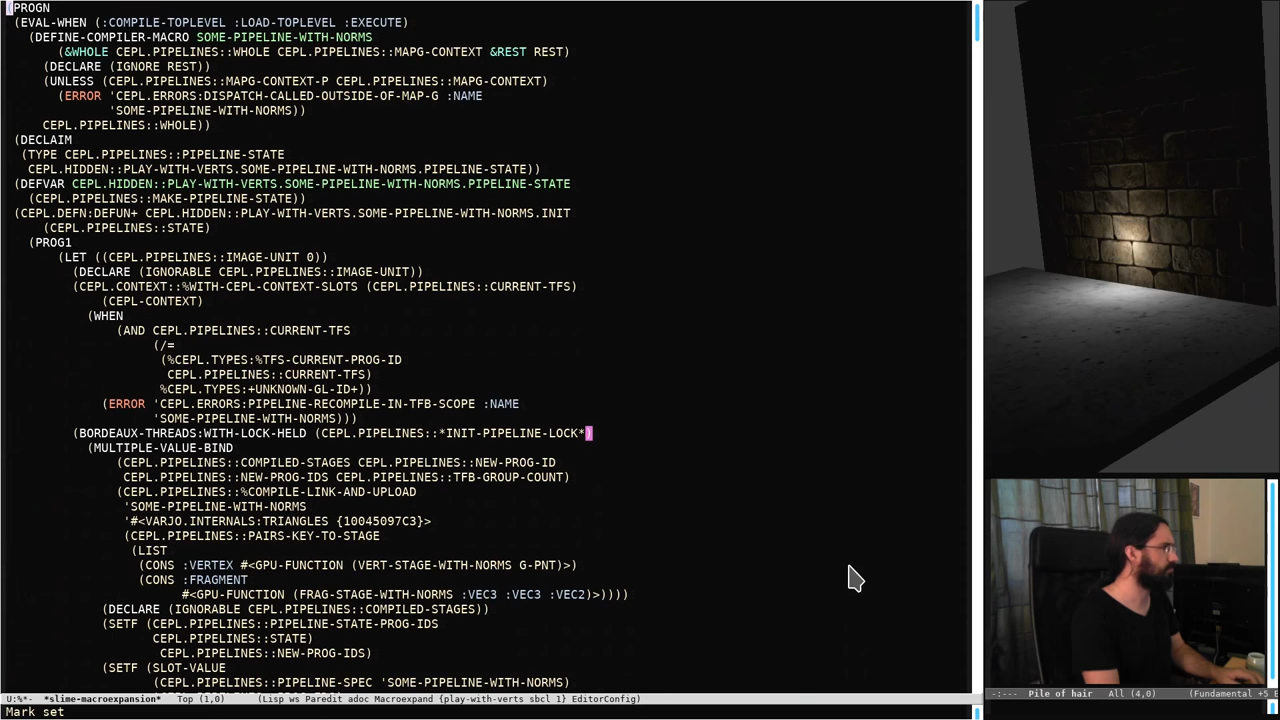 (PROGN
(EVAL-WHEN (:COMPILE-TOPLEVEL :LOAD-TOPLEVEL :EXECUTE)
(DEFINE-COMPILER-MACRO SOME-PIPELINE-WITH-NORMS
(&WHOLE CEPL.PIPELINES::WHOLE CEPL.PIPELINES::MAPG-CONTEXT &REST REST)
(DECLARE (IGNORE REST))
(UNLESS (CEPL.PIPELINES::MAPG-CONTEXT-P CEPL.PIPELINES::MAPG-CONTEXT)
(ERROR 'CEPL.ERRORS:DISPATCH-CALLED-OUTSIDE-OF-MAP-G :NAME
'SOME-PIPELINE-WITH-NORMS))
CEPL.PIPELINES::WHOLE))
(DECLAIM
(TYPE CEPL.PIPELINES::PIPELINE-STATE
CEPL.HIDDEN::PLAY-WITH-VERTS.SOME-PIPELINE-WITH-NORMS.PIPELINE-STATE))
(DEFVAR CEPL.HIDDEN::PLAY-WITH-VERTS.SOME-PIPELINE-WITH-NORMS.PIPELINE-STATE
(CEPL.PIPELINES::MAKE-PIPELINE-STATE))
(CEPL.DEFN:DEFUN+ CEPL.HIDDEN::PLAY-WITH-VERTS.SOME-PIPELINE-WITH-NORMS.INIT
(CEPL.PIPELINES::STATE)
(PROG1
(LET ((CEPL.PIPELINES::IMAGE-UNIT 0))
(DECLARE (IGNORABLE CEPL.PIPELINES::IMAGE-UNIT))
(CEPL.CONTEXT::%WITH-CEPL-CONTEXT-SLOTS (CEPL.PIPELINES::CURRENT-TFS)
(CEPL-CONTEXT)
(WHEN
(AND CEPL.PIPELINES::CURRENT-TFS
(/=
(%CEPL.TYPES:%TFS-CURRENT-PROG-ID
CEPL.PIPELINES::CURRENT-TFS)
%CEPL.TYPES:+UNKNOWN-GL-ID+))
(ERROR 'CEPL.ERRORS:PIPELINE-RECOMPILE-IN-TFB-SCOPE :NAME
'SOME-PIPELINE-WITH-NORMS)))
(BORDEAUX-THREADS:WITH-LOCK-HELD (CEPL.PIPELINES::*INIT-PIPELINE-LOCK*)
(MULTIPLE-VALUE-BIND
(CEPL.PIPELINES::COMPILED-STAGES CEPL.PIPELINES::NEW-PROG-ID
CEPL.PIPELINES::NEW-PROG-IDS CEPL.PIPELINES::TFB-GROUP-COUNT)
(CEPL.PIPELINES::%COMPILE-LINK-AND-UPLOAD
'SOME-PIPELINE-WITH-NORMS
'#<VARJO.INTERNALS:TRIANGLES {10045097C3}>
(CEPL.PIPELINES::PAIRS-KEY-TO-STAGE
(LIST
(CONS :VERTEX #<GPU-FUNCTION (VERT-STAGE-WITH-NORMS G-PNT)>)
(CONS :FRAGMENT
#<GPU-FUNCTION (FRAG-STAGE-WITH-NORMS :VEC3 :VEC3 :VEC2)>))))
(DECLARE (IGNORABLE CEPL.PIPELINES::COMPILED-STAGES))
(SETF (CEPL.PIPELINES::PIPELINE-STATE-PROG-IDS
CEPL.PIPELINES::STATE)
CEPL.PIPELINES::NEW-PROG-IDS)
(SETF (SLOT-VALUE
(CEPL.PIPELINES::PIPELINE-SPEC 'SOME-PIPELINE-WITH-NORMS)
U:%*- *slime-macroexpansion* Top (1,0) (Lisp ws Paredit adoc Macroexpand {play-with-verts sbcl 1} EditorConfig)
Mark set
-:--- Pile of hair All (4,0) (Fundamental +5 E